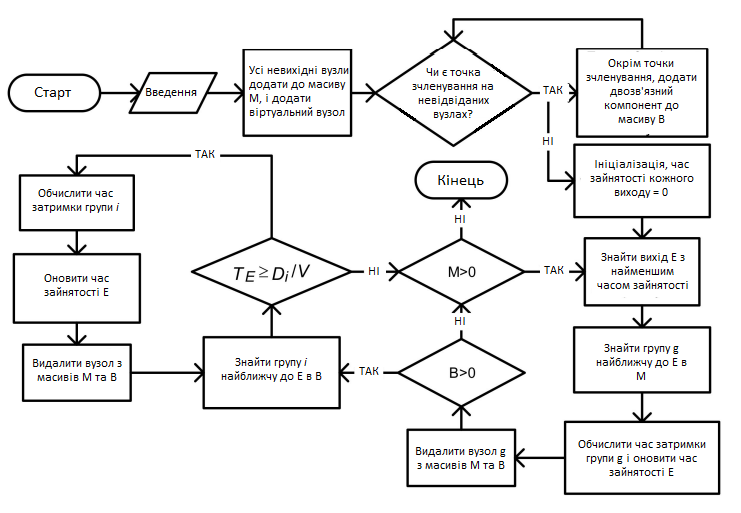 Старт
Введення
Усі невихідні вузли
додати до масиву
M, і додати
віртуальний вузол
Чи є точка
зчленування на
невідвіданих
вузлах?
ТАК
Окрім точки
зчленування, додати
двозв'язний
компонент до
масиву B
НІ
Ініціалізація, час
зайнятості кожного
виходу = 0
Знайти вихід E з
найменшим
часом зайнятості
Знайти групу g
найближчу до E в
M
Обчислити час затримки
групи g і оновити час
зайнятості E
Видалити вузол g
з масивів M та B
B>0
НІ
ТАК
M>0
ТАК
НІ
Кінець
Знайти групу i
найближчу до E в B
T E ≥ D i / V
НІ
ТАК
Обчислити час
затримки групи i
Оновити час
зайнятості E
Видалити вузол з
масивів M та B